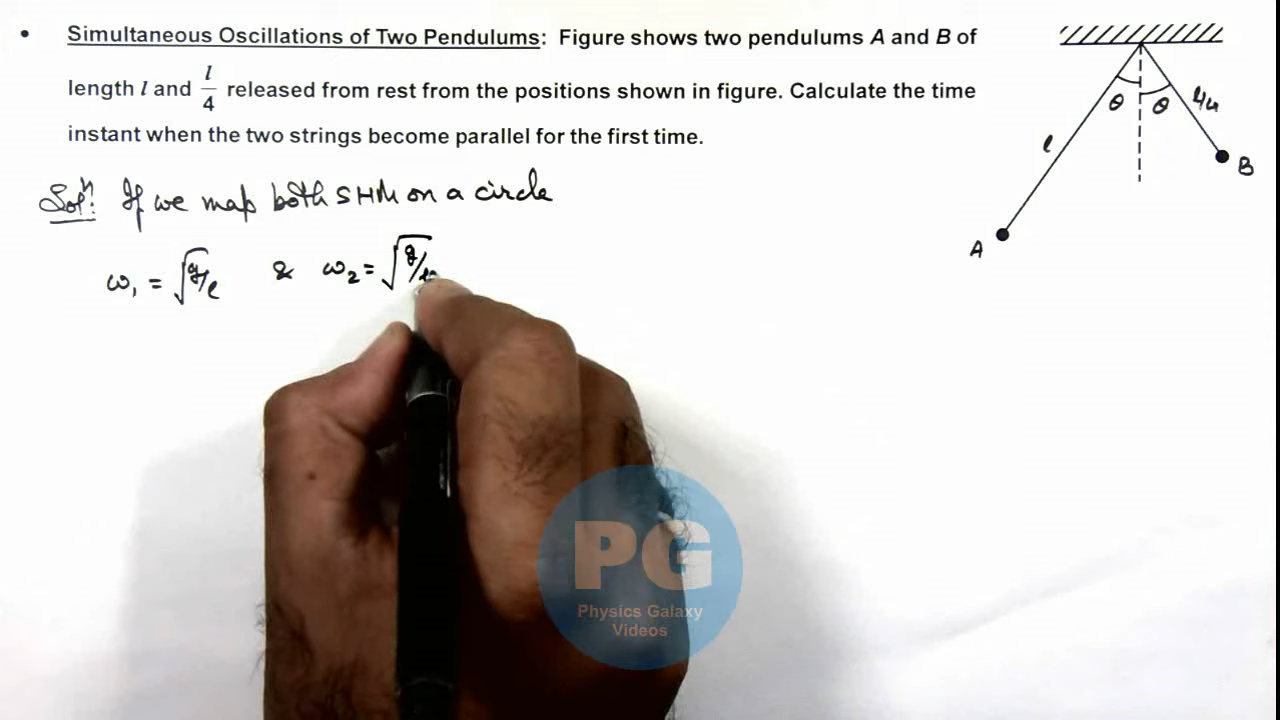 • Simultaneous Oscillations of Two Pendulums: Figure shows two pendulums A and B of
length l and l/4 released from rest from the positions shown in figure. Calculate the time
instant when the two strings become parallel for the first time.
θ θ l/4
l
B
A
Solⁿ: If we map both SHM on a circle
ω₁ = √g/l & ω₂ = √g/
PG
Physics Galaxy
Videos